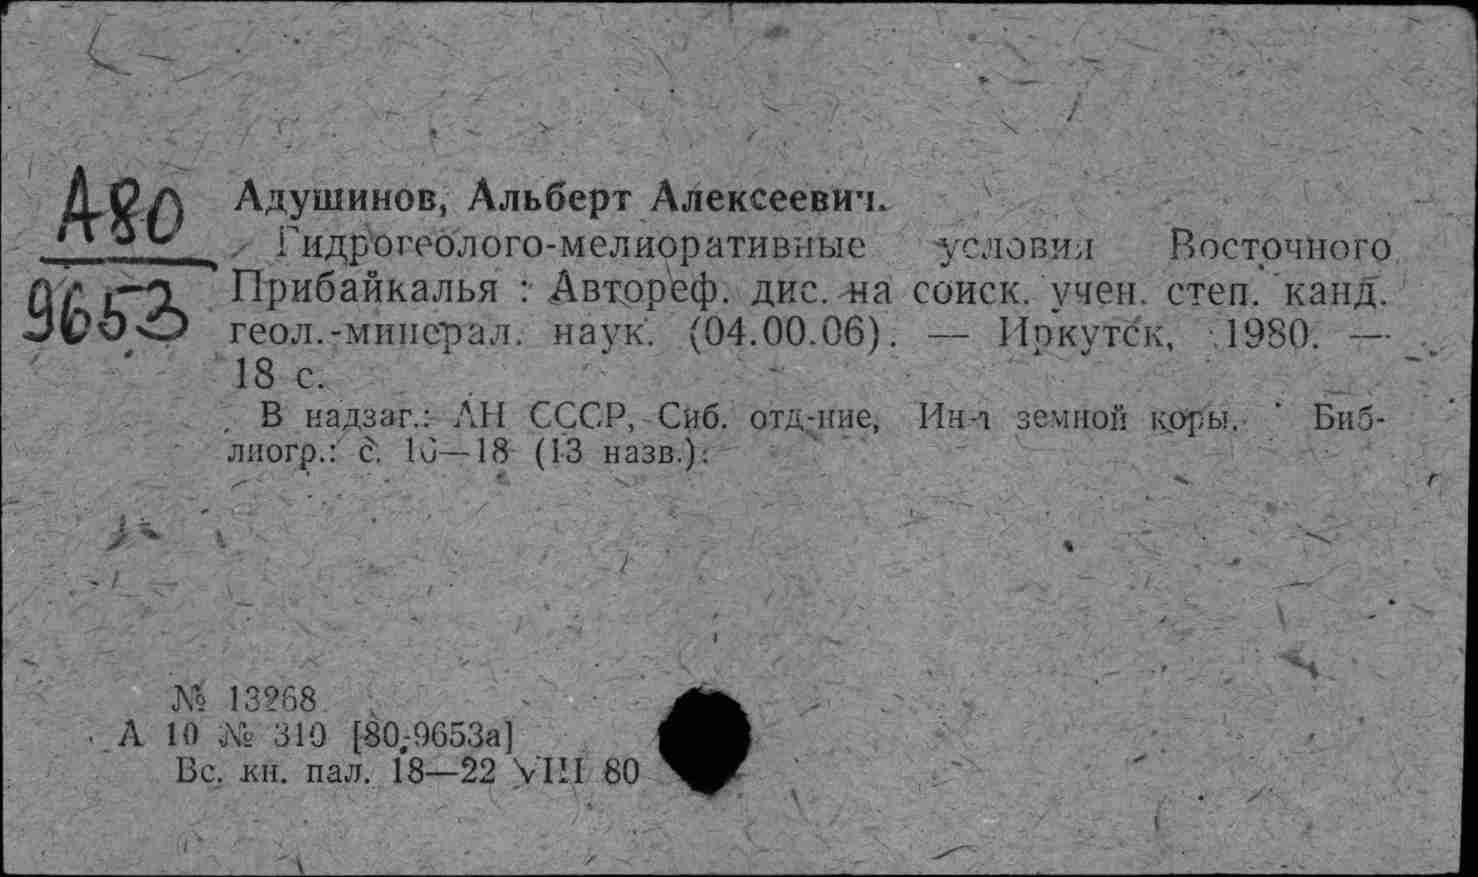 А80
9653
Адушинов, Альберт Алексеевич.
Гидрогеолого-мелиоративные условия Восточного
Прибайкалья : Автореф. дис. на соиск. учен. степ. канд.
геол.-минерал. наук. (04.00.06). — Иркутск, 1980. —
18 с.
В надзаг.: АН СССР, Сиб. отд-ние, Ин-т земной коры. Биб-
лиогр.: с. 16—18 (13 назв.).
№ 13268
А 10 № 310 [80-9653а]
Вс. кн. пал. 18—22 VIII 80